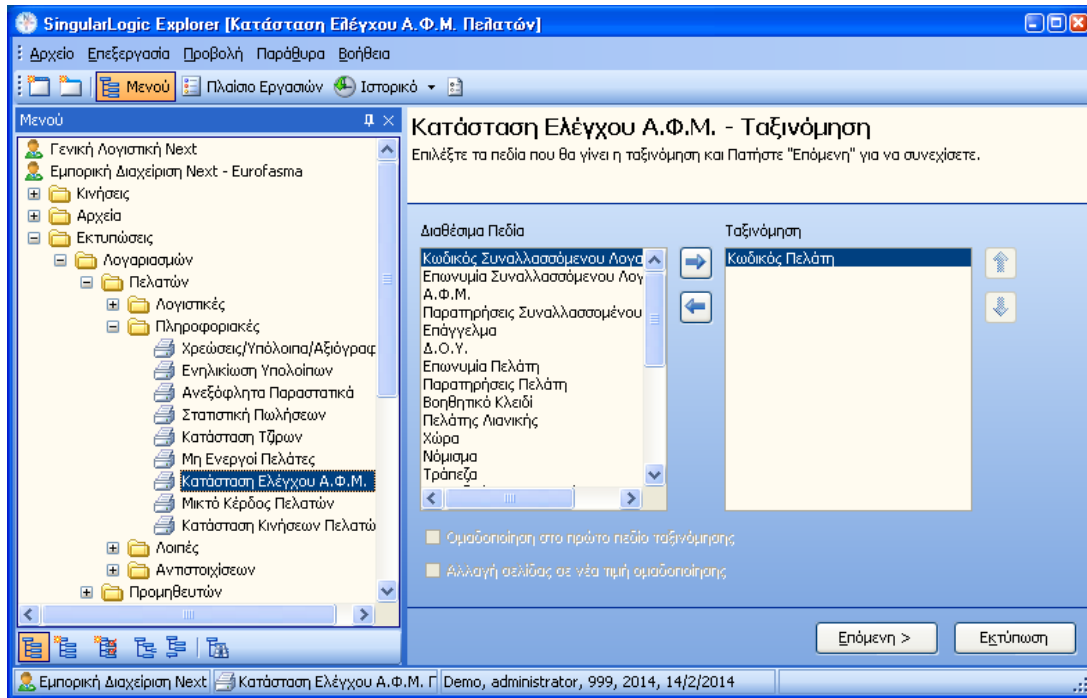 SingularLogic Explorer [Κατάσταση Ελέγχου Α.Φ.Μ. Πελατών]
Αρχείο Επεξεργασία Προβολή Παράθυρα Βοήθεια
Μενού Πλαίσιο Εργασιών Ιστορικό
Μενού
Γενική Λογιστική Next
Εμπορική Διαχείριση Next - Eurofasma
Κινήσεις
Αρχεία
Εκτυπώσεις
Λογαριασμών
Πελατών
Λογιστικές
Πληροφοριακές
Χρεώσεις/Υπόλοιπα/Αξιόγραφ
Ενηλικίωση Υπολοίπων
Ανεξόφλητα Παραστατικά
Στατιστική Πωλήσεων
Κατάσταση Τζίρων
Μη Ενεργοί Πελάτες
Κατάσταση Ελέγχου Α.Φ.Μ.
Μικτό Κέρδος Πελατών
Κατάσταση Κινήσεων Πελατώ
Λοιπές
Αντιστοιχίσεων
Προμηθευτών
Κατάσταση Ελέγχου Α.Φ.Μ. - Ταξινόμηση
Επιλέξτε τα πεδία που θα γίνει η ταξινόμηση και Πατήστε "Επόμενη" για να συνεχίσετε.
Διαθέσιμα Πεδία
Κωδικός Συναλλασσόμενου Λογα
Επωνυμία Συναλλασσόμενου Λογ
Α.Φ.Μ.
Παρατηρήσεις Συναλλασσομένου
Επάγγελμα
Δ.Ο.Υ.
Επωνυμία Πελάτη
Παρατηρήσεις Πελάτη
Βοηθητικό Κλειδί
Πελάτης Λιανικής
Χώρα
Νόμισμα
Τράπεζα
Ταξινόμηση
Κωδικός Πελάτη
Ομαδοποίηση στο πρώτο πεδίο ταξινόμησης
Αλλαγή σελίδας σε νέα τιμή ομαδοποίησης
Επόμενη > Εκτύπωση
Εμπορική Διαχείριση Next Κατάσταση Ελέγχου Α.Φ.Μ. Π Demo, administrator, 999, 2014, 14/2/2014